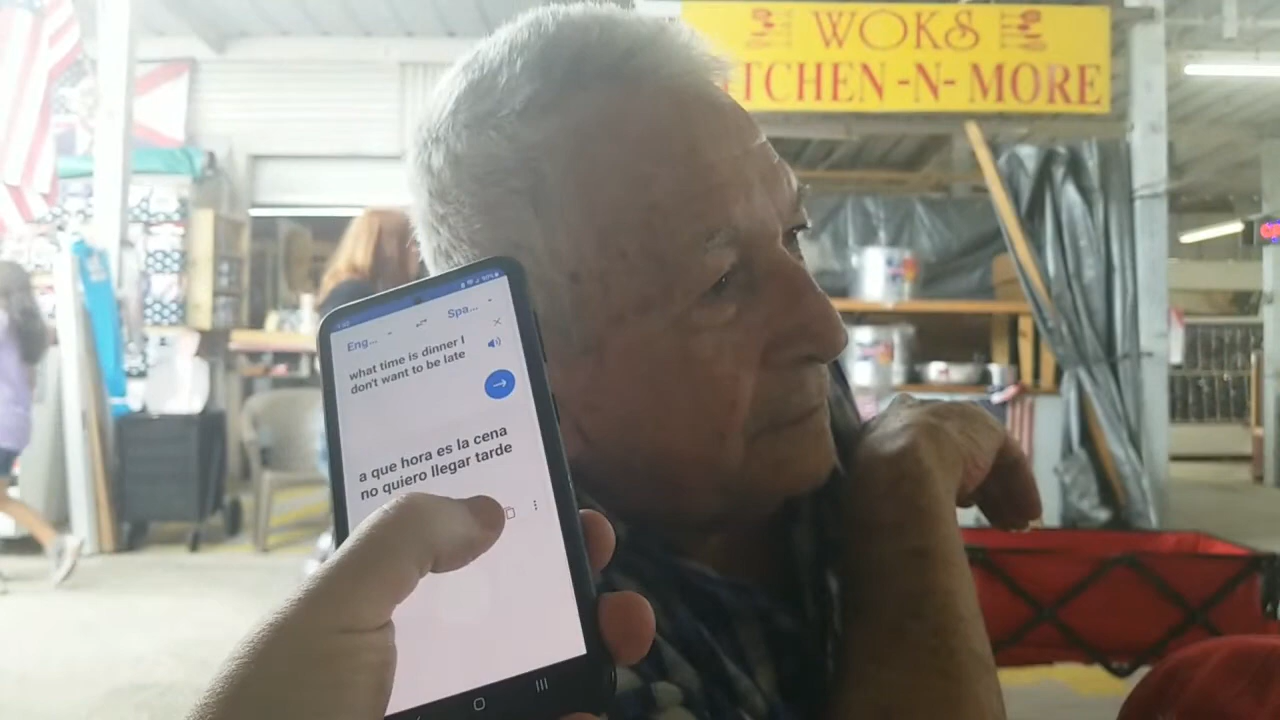 WOKS
TCHEN -N- MORE
Eng...
Spa...
what time is dinner I
don't want to be late
a que hora es la cena
no quiero llegar tarde